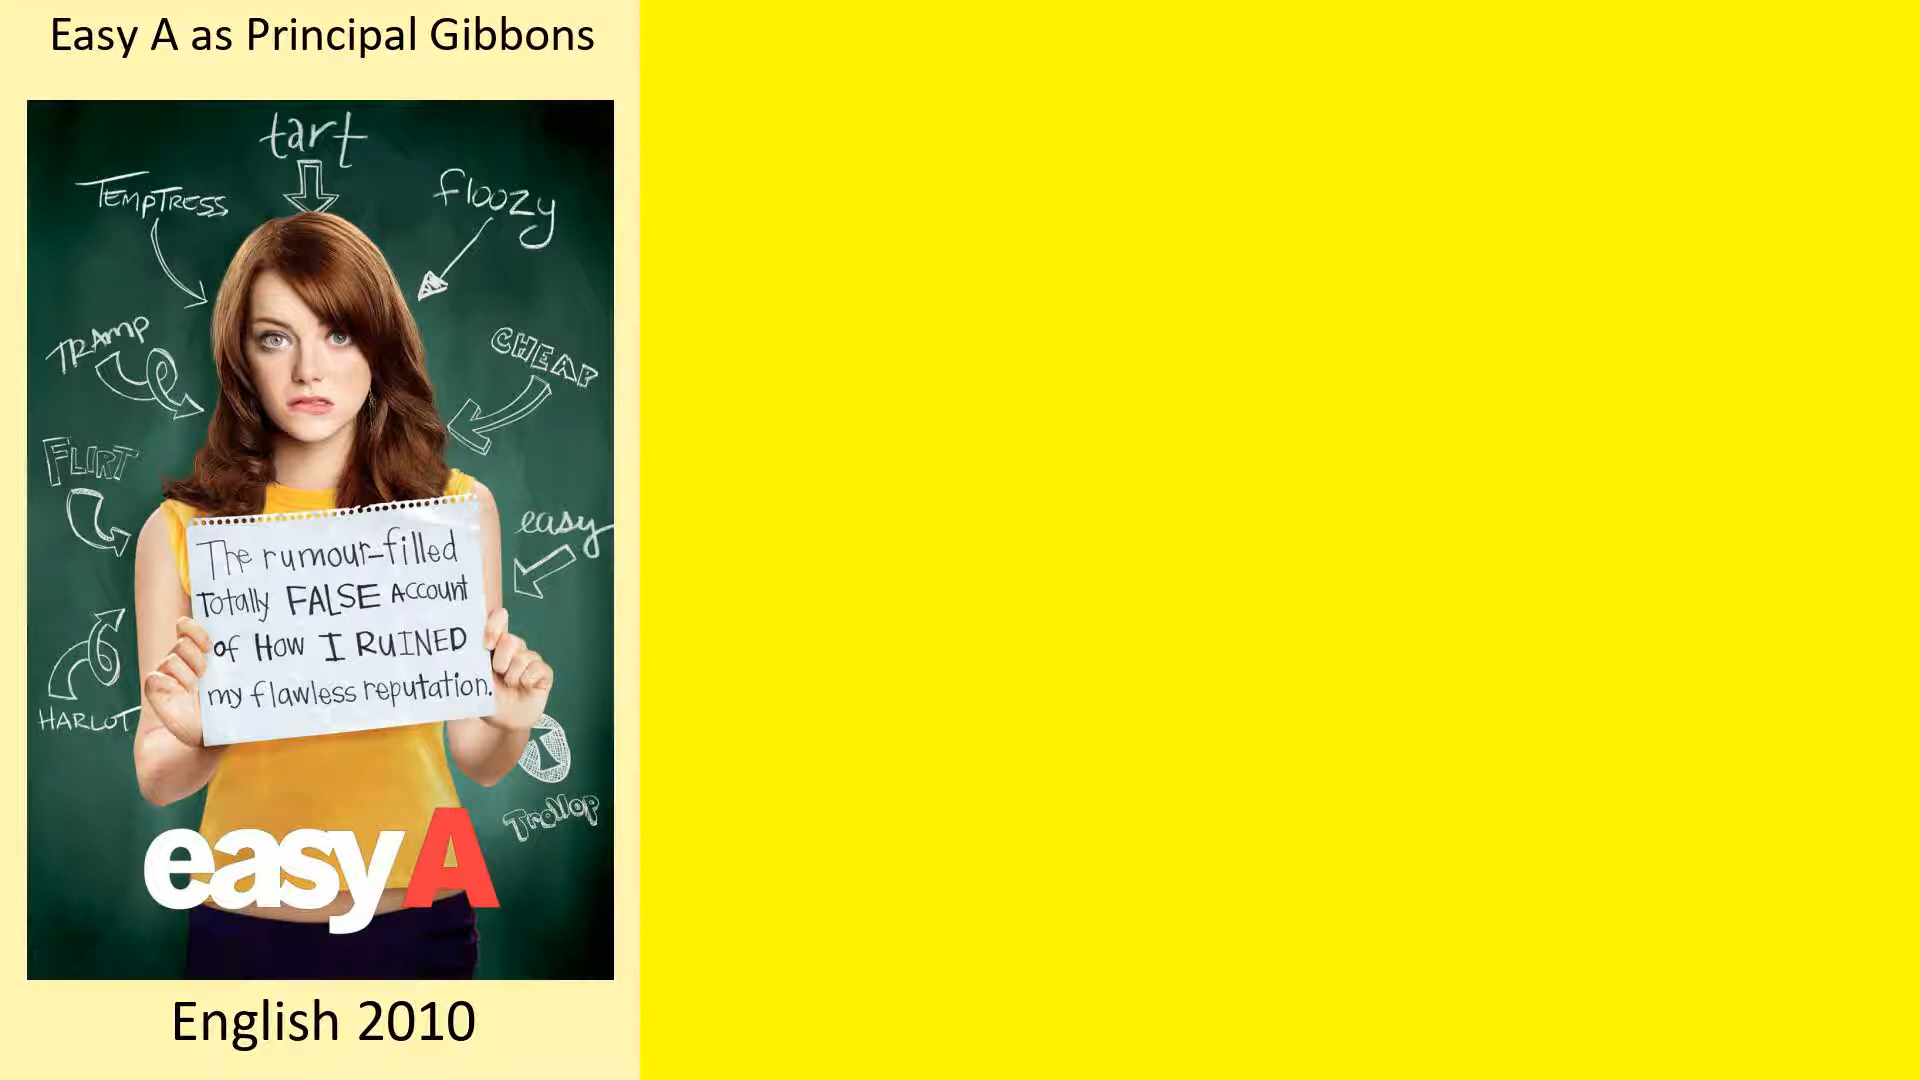 Easy A as Principal Gibbons
tart
TEMPTRESS
floozy
TRAMP
CHEAP
FLIRT
easy
The rumour-filled
Totally FALSE Account
of How I RUINED
my flawless reputation.
HARLOT
Trollop
easy A
English 2010